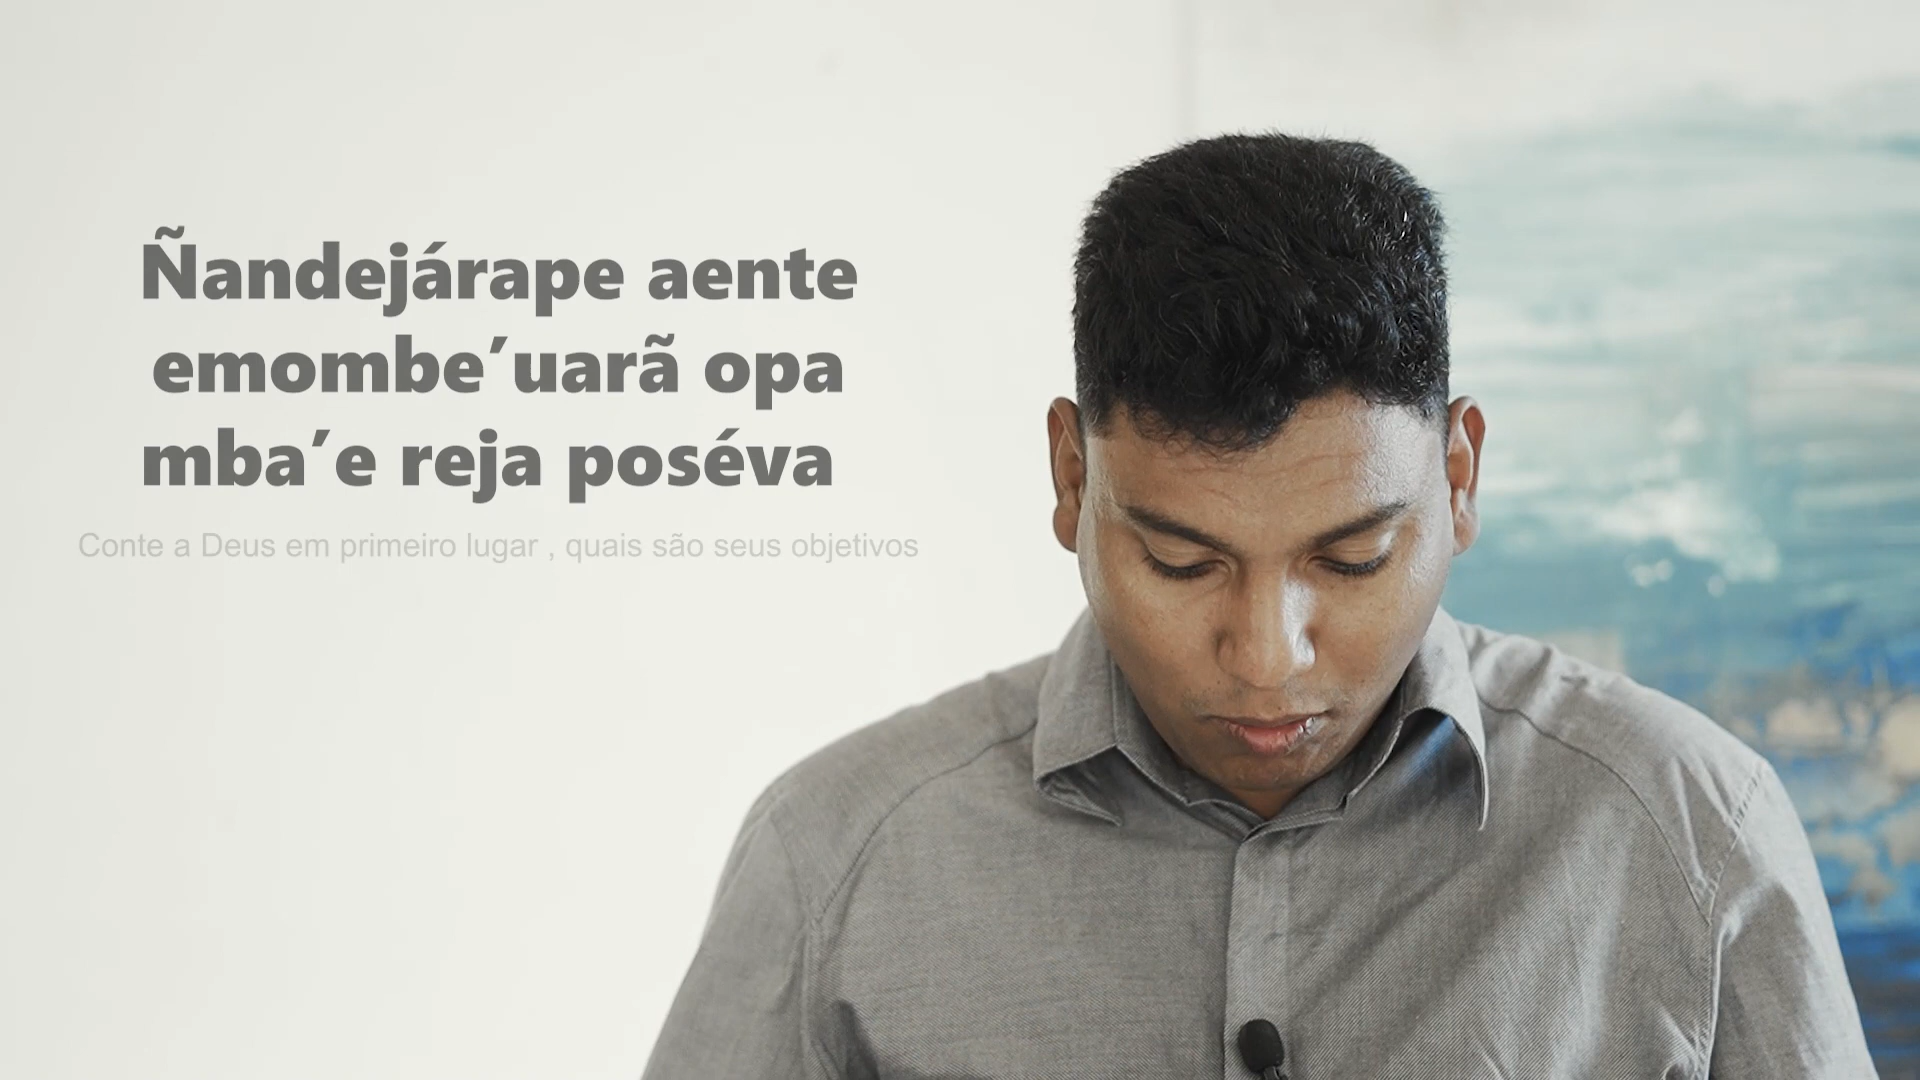 Ñandejárape aente
emombe’uarã opa
mba’e reja poséva
Conte a Deus em primeiro lugar , quais são seus objetivos